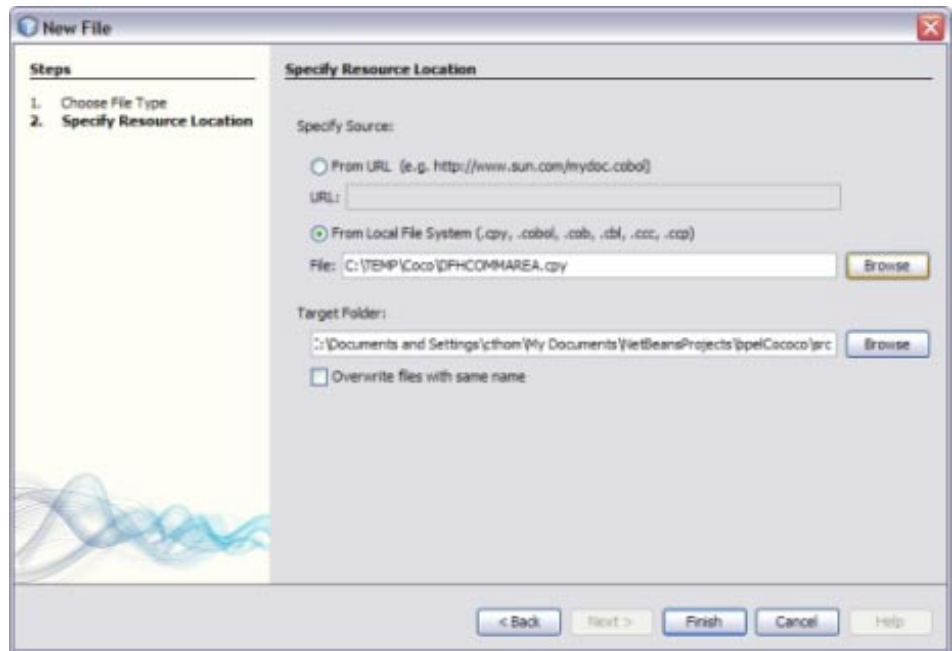 New File
Steps
1. Choose File Type
2. Specify Resource Location
Specify Resource Location
Specify Source:
From URL (e.g. http://www.sun.com/mydoc.cobol)
URL:
From Local File System (.cpy, .cobol, .cob, .cbl, .ccc, .ccp)
File: C:\TEMP\Coco\DFHCOMMAREA.cpy Browse
Target Folder:
:\Documents and Settings\cthom\My Documents\NetBeansProjects\bpelCococo\src Browse
Overwrite files with same name
< Back Next > Finish Cancel Help